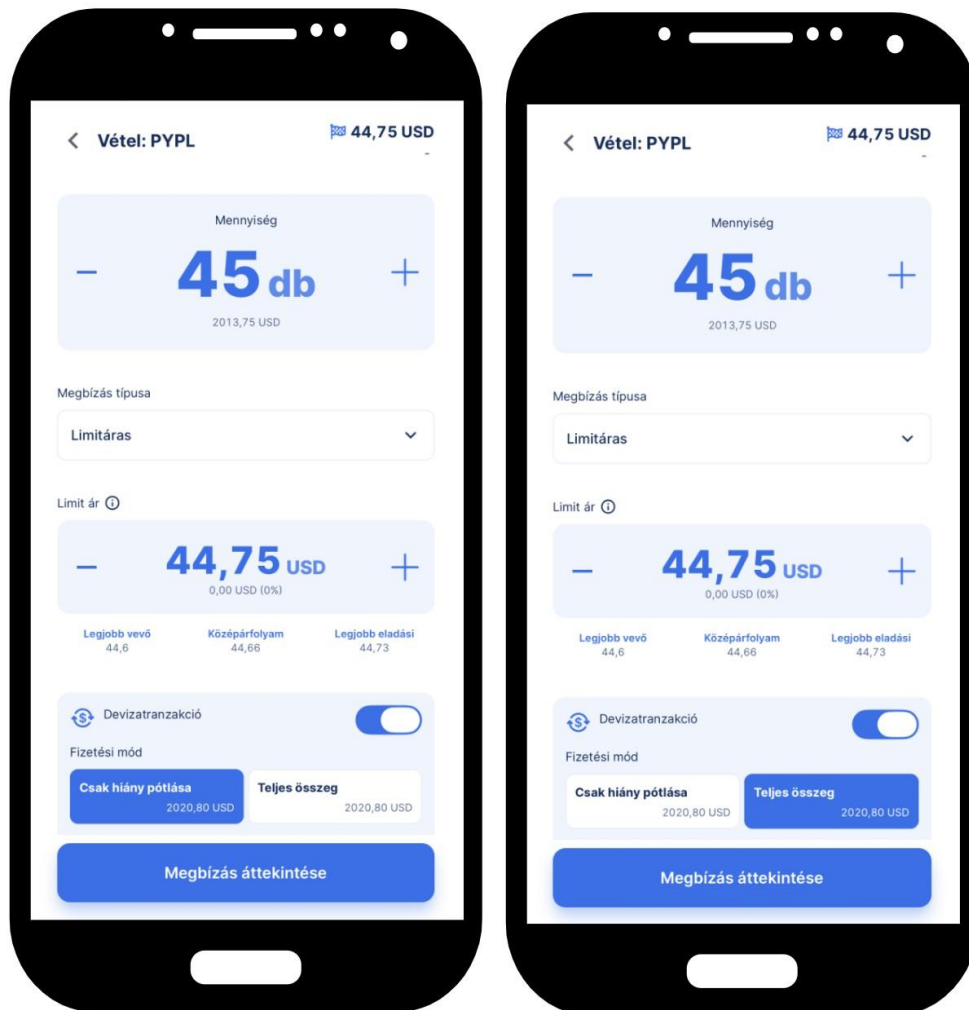 Vétel: PYPL
44,75 USD
-
Mennyiség
45 db
2013,75 USD
Megbízás típusa
Limitáras
Limit ár
44,75 USD
0,00 USD (0%)
Legjobb vevő Középárfolyam Legjobb eladási
44,6 44,66 44,73
Devizatranzakció
Fizetési mód
Csak hiány pótlása Teljes összeg
2020,80 USD 2020,80 USD
Megbízás áttekintése
Vétel: PYPL
44,75 USD
-
Mennyiség
45 db
2013,75 USD
Megbízás típusa
Limitáras
Limit ár
44,75 USD
0,00 USD (0%)
Legjobb vevő Középárfolyam Legjobb eladási
44,6 44,66 44,73
Devizatranzakció
Fizetési mód
Csak hiány pótlása Teljes összeg
2020,80 USD 2020,80 USD
Megbízás áttekintése